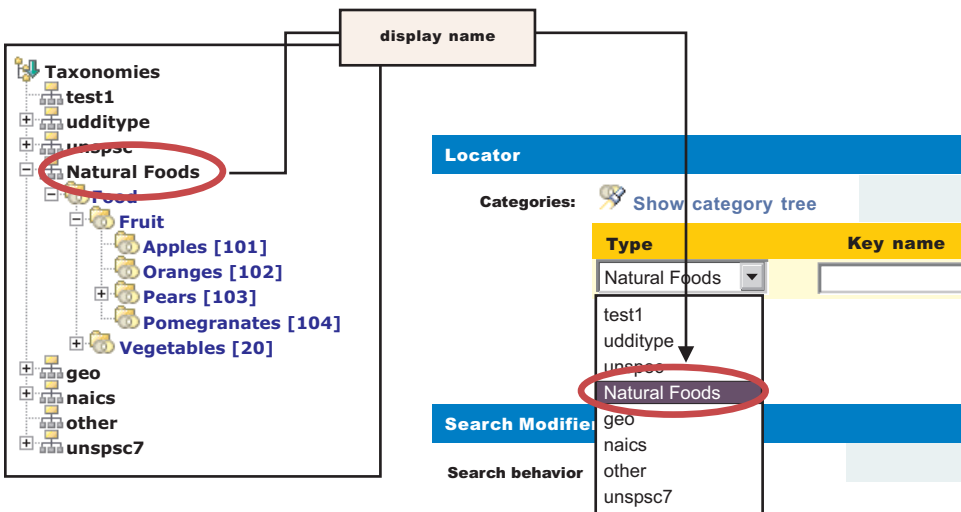 display name
Taxonomies
test1
udditype
unspsc
Natural Foods
Food
Fruit
Apples [101]
Oranges [102]
Pears [103]
Pomegranates [104]
Vegetables [20]
geo
naics
other
unspsc7
Locator
Categories: Show category tree
Type Key name
Natural Foods
test1
udditype
unspsc
Natural Foods
geo
naics
other
unspsc7
Search Modifie
Search behavior